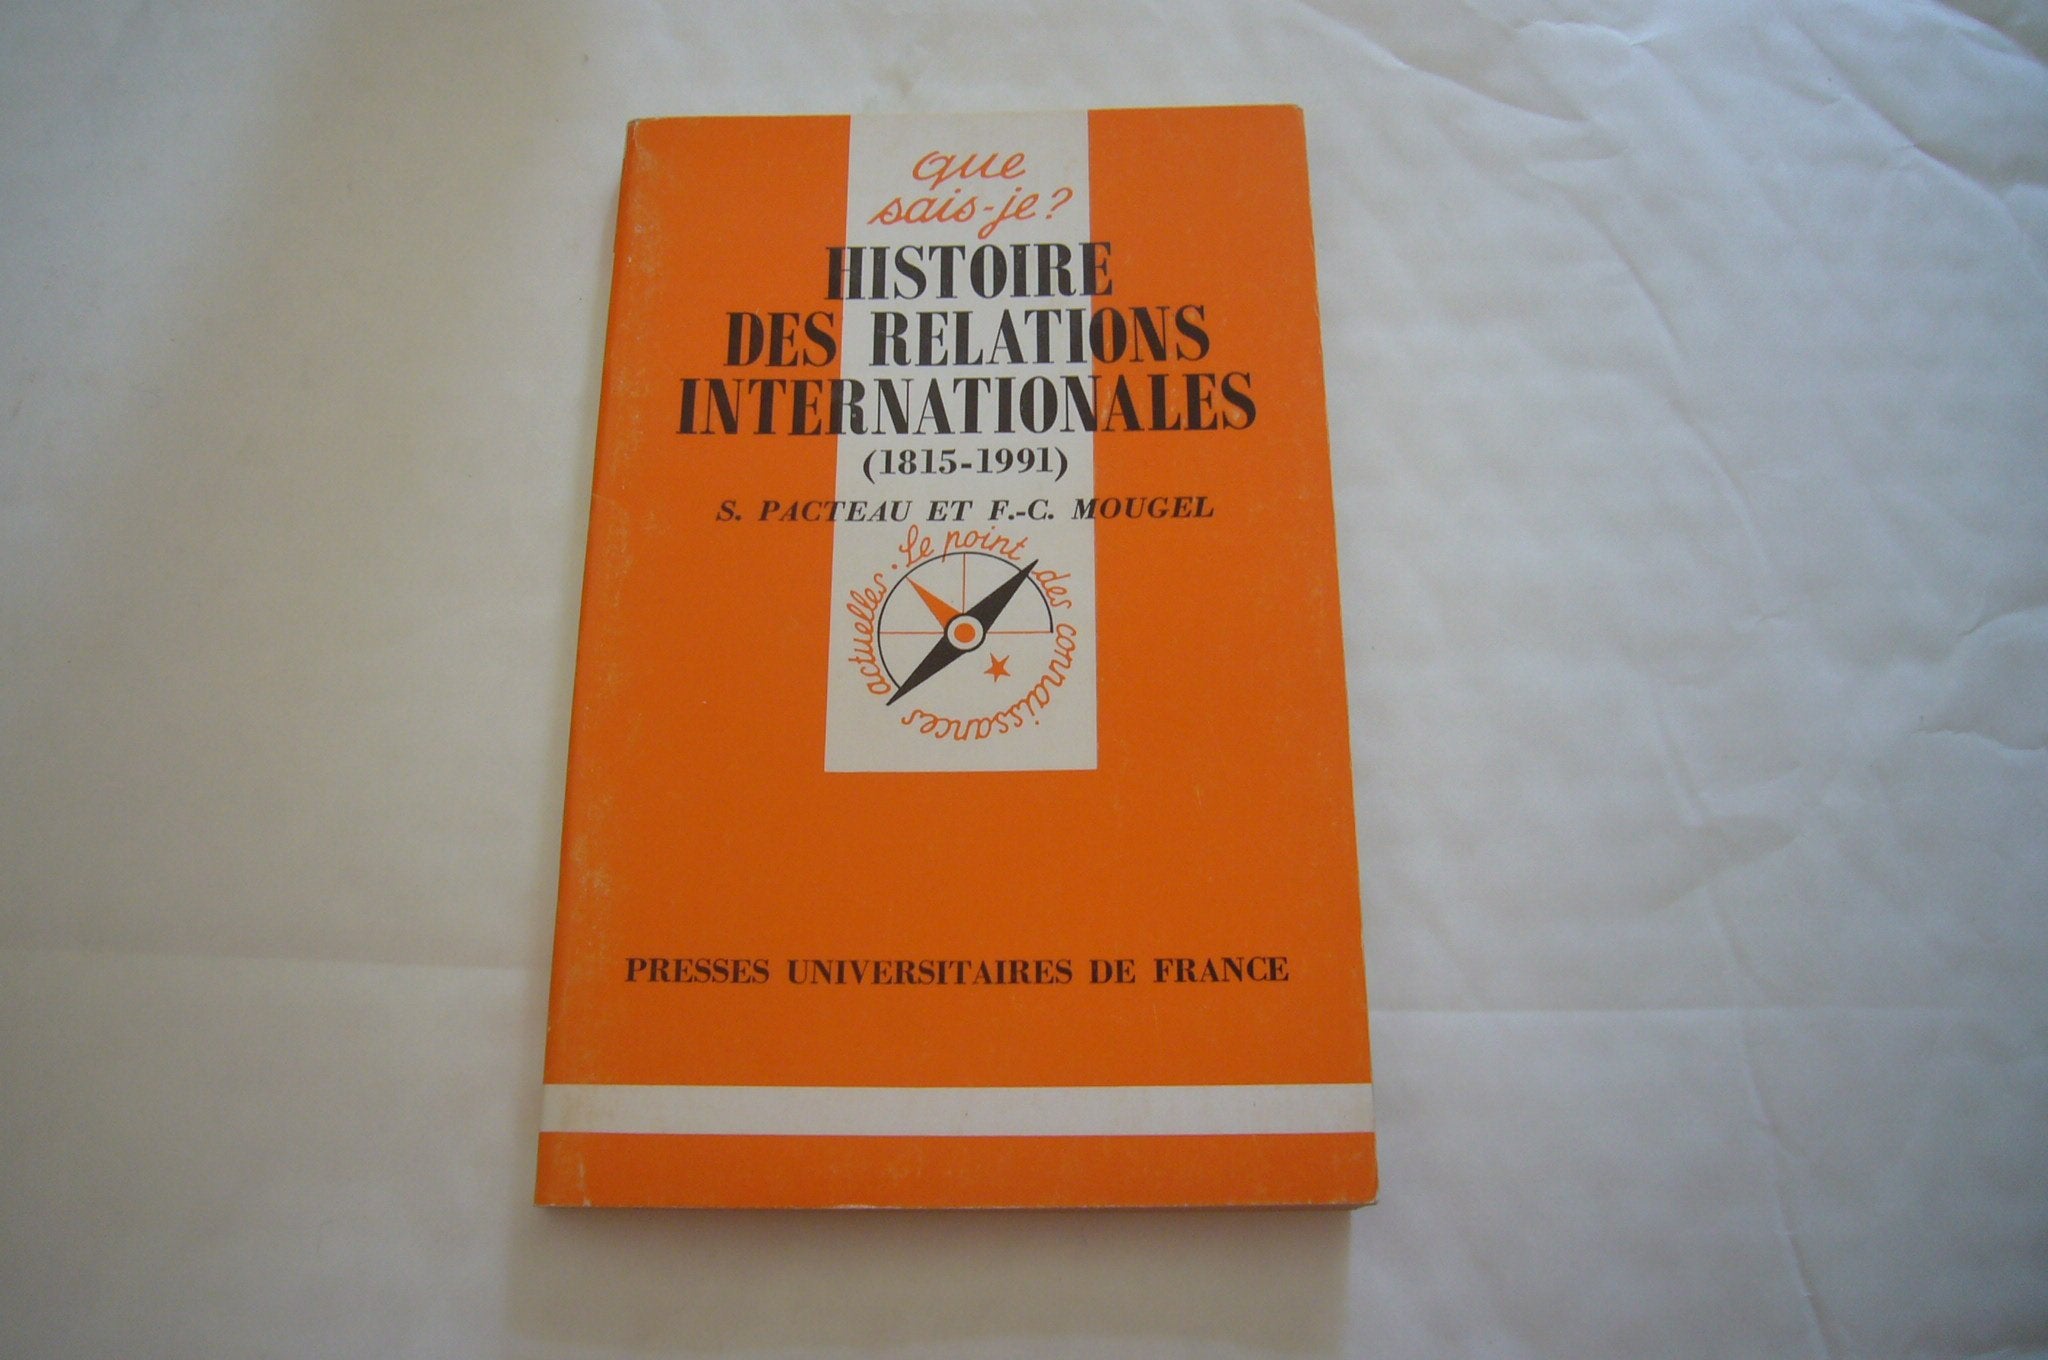 que
sais-je?
HISTOIRE
DES RELATIONS
INTERNATIONALES
(1815-1991)
S. PACTEAU ET F.-C. MOUGEL
Le point des connaissances actuelles.
PRESSES UNIVERSITAIRES DE FRANCE